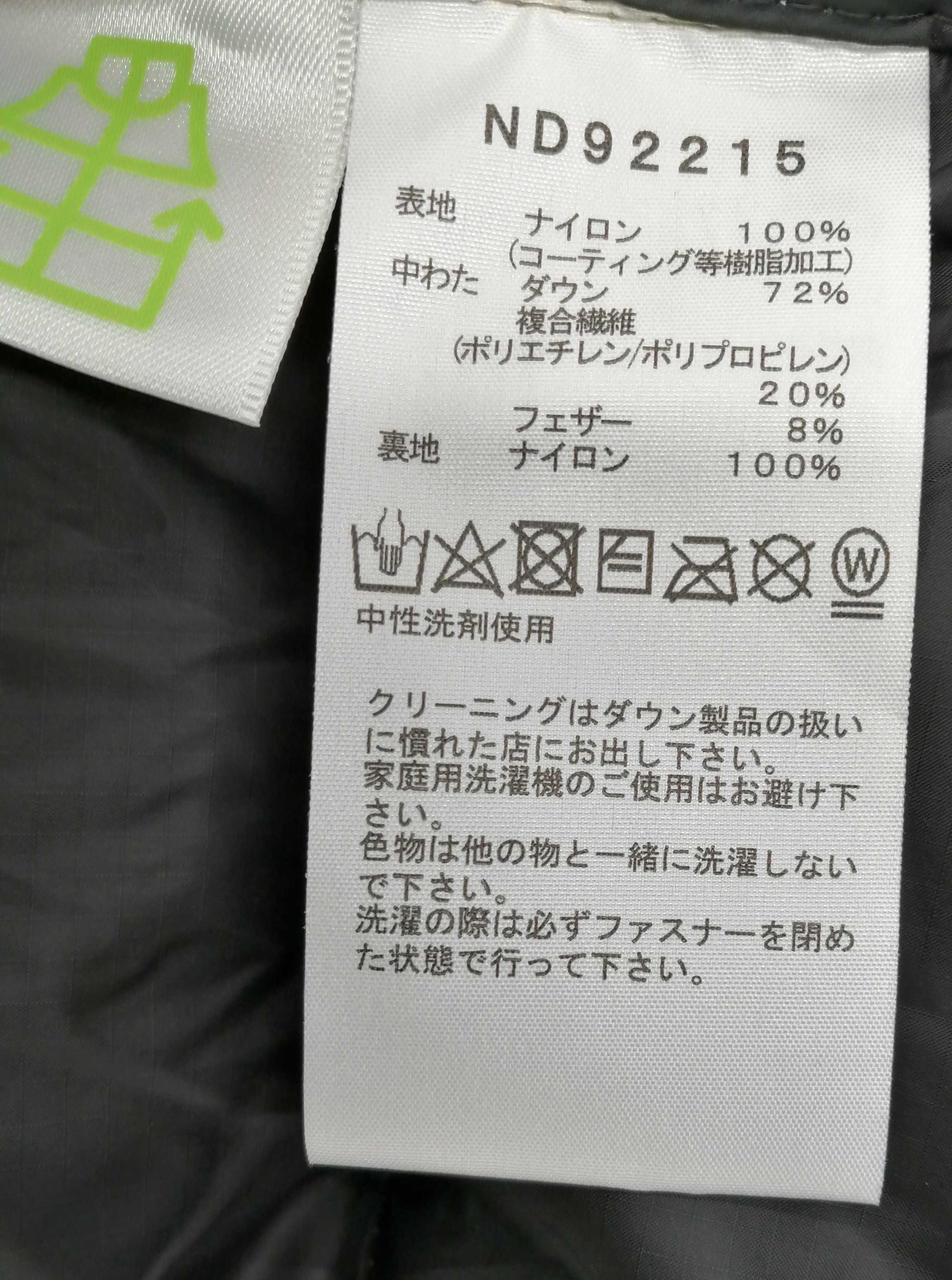 ND92215
表地 ナイロン 100%
(コーティング等樹脂加工)
中わた ダウン 72%
複合繊維
(ポリエチレン/ポリプロピレン)
20%
フェザー 8%
裏地 ナイロン 100%
W
中性洗剤使用
クリーニングはダウン製品の扱い
に慣れた店にお出し下さい。
家庭用洗濯機のご使用はお避け下
さい。
色物は他の物と一緒に洗濯しない
で下さい。
洗濯の際は必ずファスナーを閉め
た状態で行って下さい。